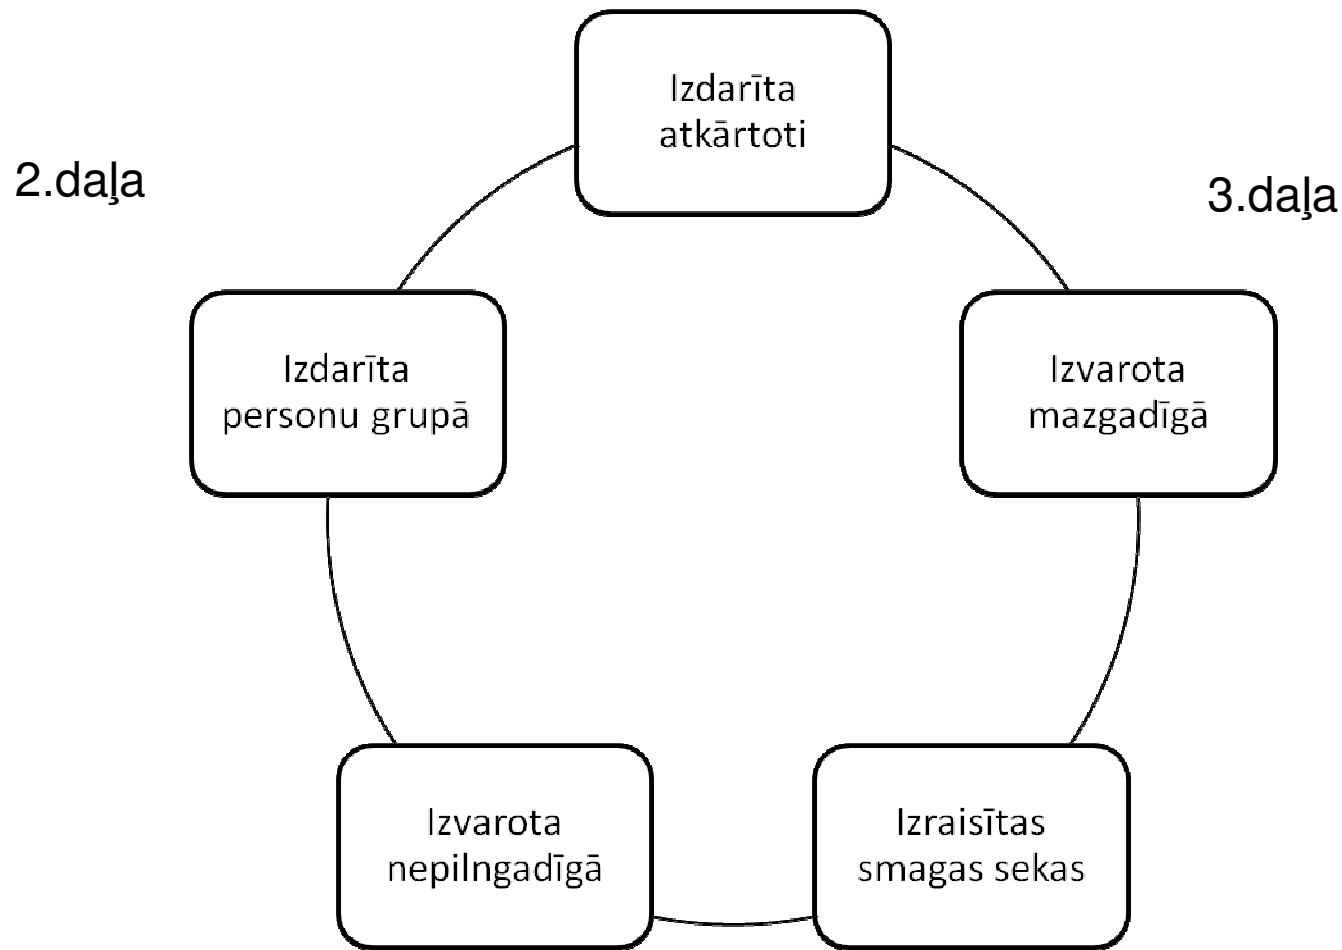 Izdarīta
atkārtoti
2.daļa
3.daļa
Izdarīta
personu grupā
Izvarota
mazgadīgā
Izvarota
nepilngadīgā
Izraisītas
smagas sekas